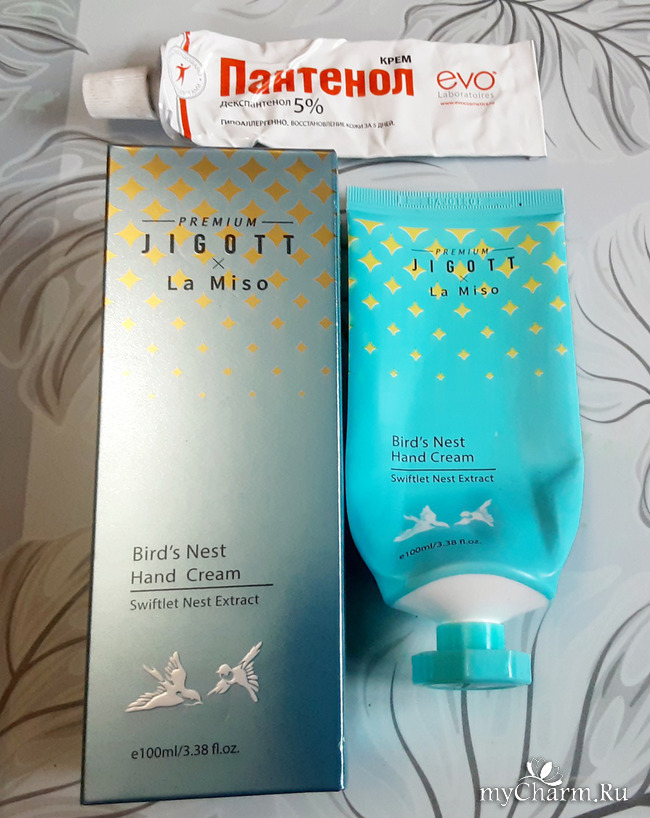 КРЕМ
Пантенол
декспантенол 5%
ГИПОАЛЛЕРГЕННО, ВОССТАНОВЛЕНИЕ КОЖИ ЗА 5 ДНЕЙ.
evo
Laboratoires
PREMIUM
JIGOTT
×
La Miso
Bird's Nest
Hand Cream
Swiftlet Nest Extract
e100ml/3.38 fl.oz.
PREMIUM
JIGOTT
×
La Miso
Bird's Nest
Hand Cream
Swiftlet Nest Extract
e100ml/3.38 fl.oz.
myCharm.Ru